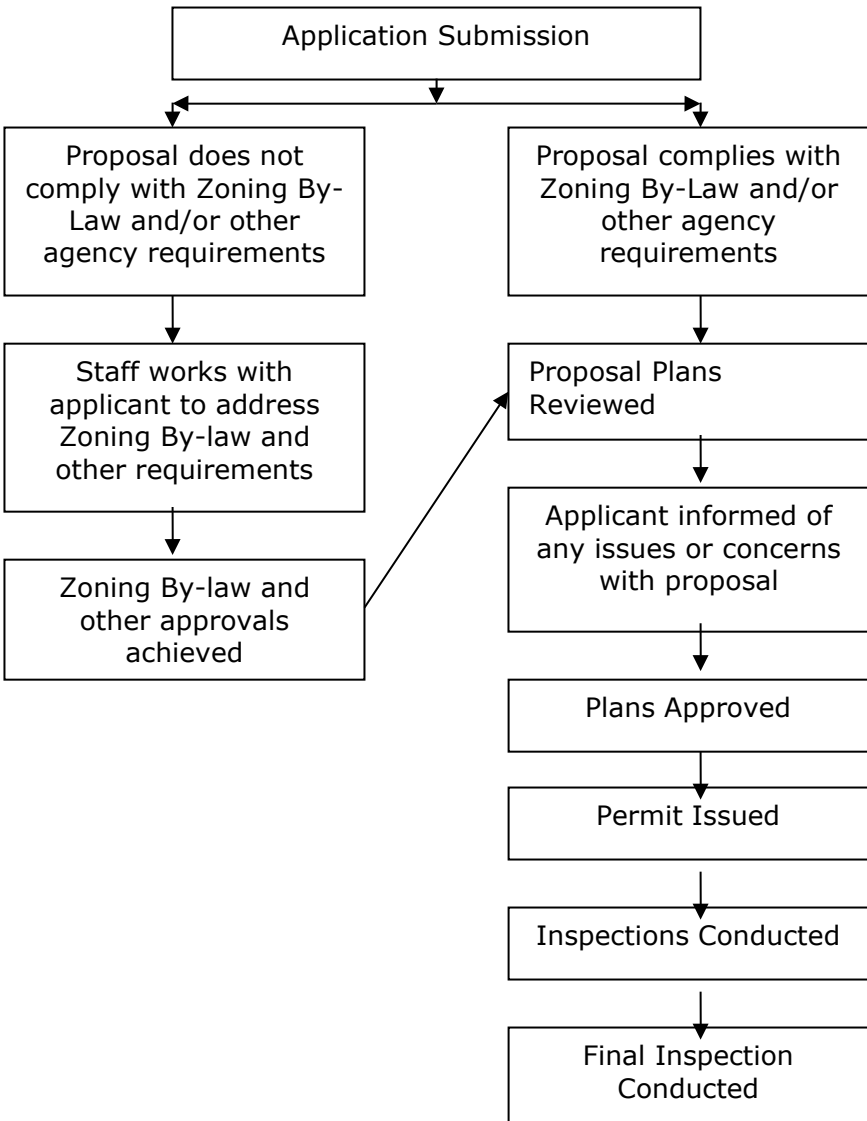 Application Submission
Proposal does not
comply with Zoning By-
Law and/or other
agency requirements
Proposal complies with
Zoning By-Law and/or
other agency
requirements
Staff works with
applicant to address
Zoning By-law and
other requirements
Proposal Plans
Reviewed
Zoning By-law and
other approvals
achieved
Applicant informed of
any issues or concerns
with proposal
Plans Approved
Permit Issued
Inspections Conducted
Final Inspection
Conducted